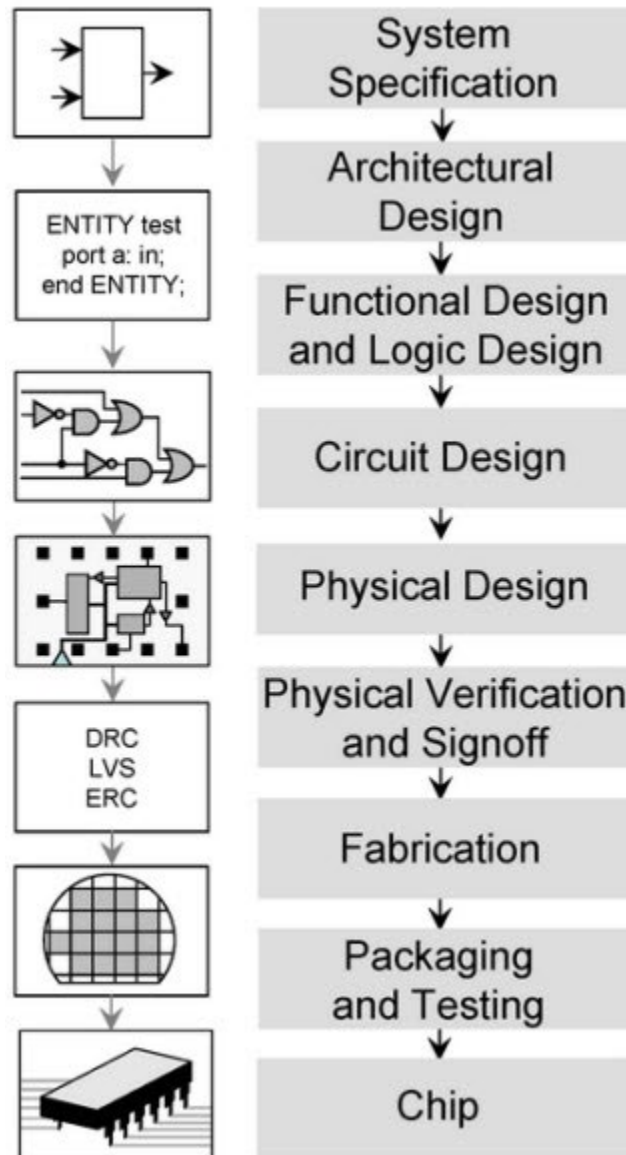 System
Specification
Architectural
Design
ENTITY test
port a: in;
end ENTITY;
Functional Design
and Logic Design
Circuit Design
Physical Design
DRC
LVS
ERC
Physical Verification
and Signoff
Fabrication
Packaging
and Testing
Chip